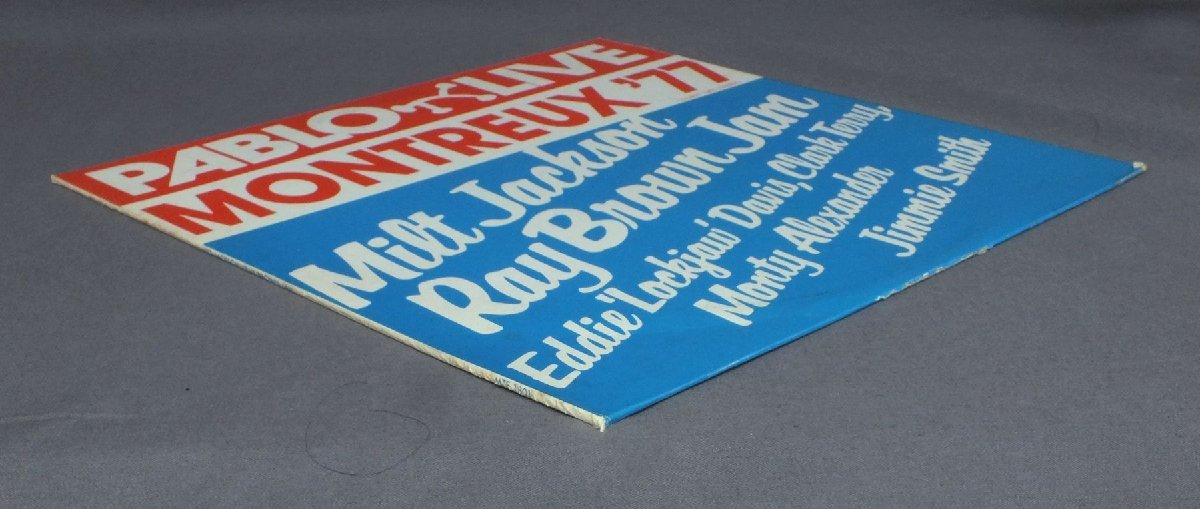 PABLO LIVE
MONTREUX '77
Milt Jackson
Ray Brown Jam
Eddie 'Lockjaw' Davis, Clark Terry,
Monty Alexander
Jimmie Smith